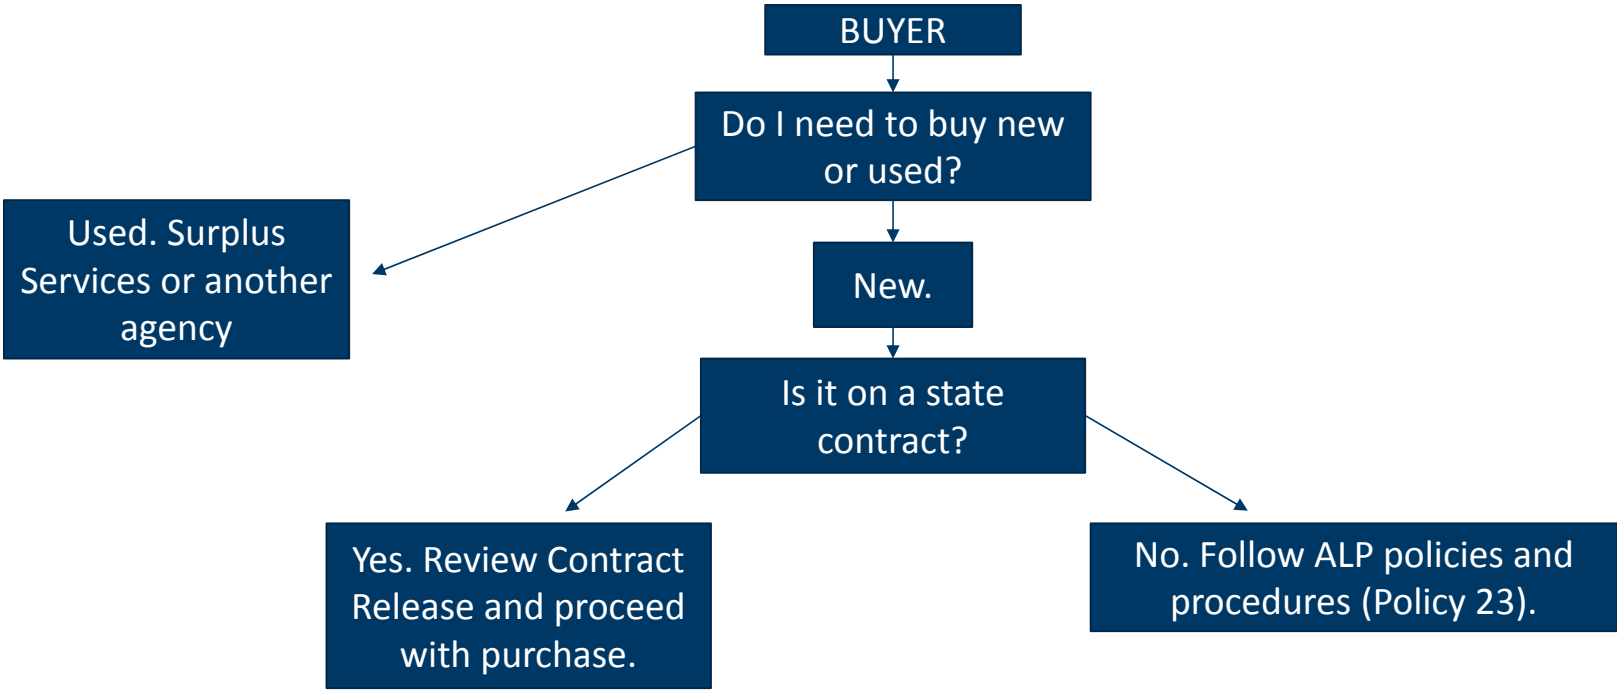 BUYER
Do I need to buy new
or used?
Used. Surplus
Services or another
agency
New.
Is it on a state
contract?
Yes. Review Contract
Release and proceed
with purchase.
No. Follow ALP policies and
procedures (Policy 23).